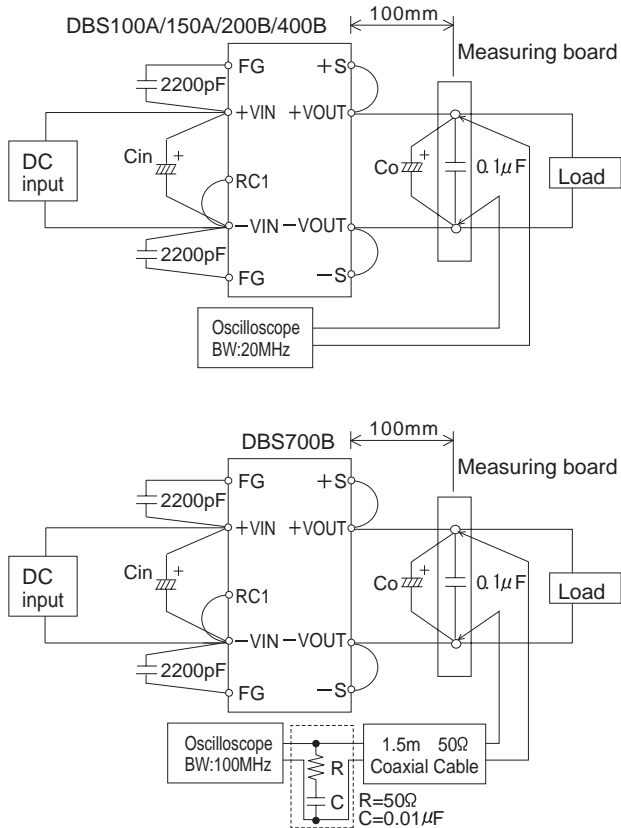 DBS100A/150A/200B/400B
100mm
Measuring board
FG
+S
2200pF
+VIN
+VOUT
DC
input
Cin
+
RC1
Co
+
0.1μF
Load
−VIN
−VOUT
2200pF
FG
−S
Oscilloscope
BW:20MHz
DBS700B
100mm
Measuring board
FG
+S
2200pF
+VIN
+VOUT
DC
input
Cin
+
RC1
Co
+
0.1μF
Load
−VIN
−VOUT
2200pF
FG
−S
Oscilloscope
BW:100MHz
R
C
1.5m 50Ω
Coaxial Cable
R=50Ω
C=0.01μF